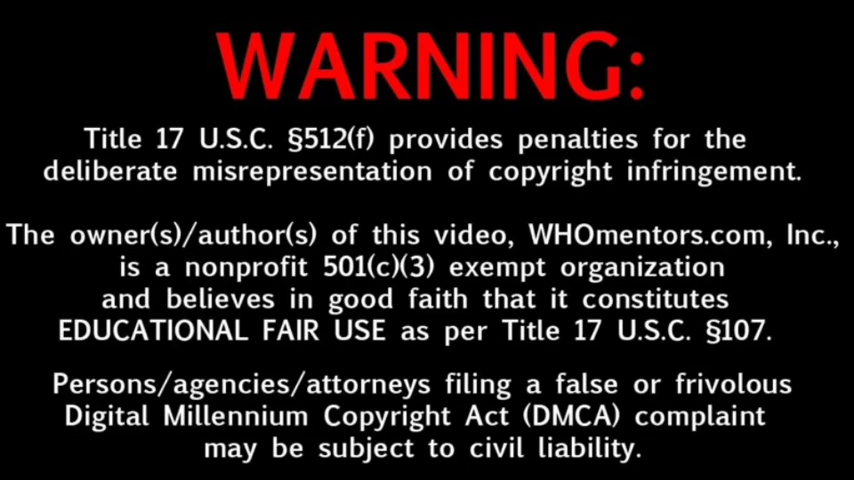 WARNING:
Title 17 U.S.C. §512(f) provides penalties for the
deliberate misrepresentation of copyright infringement.
The owner(s)/author(s) of this video, WHOmentors.com, Inc.,
is a nonprofit 501(c)(3) exempt organization
and believes in good faith that it constitutes
EDUCATIONAL FAIR USE as per Title 17 U.S.C. §107.
Persons/agencies/attorneys filing a false or frivolous
Digital Millennium Copyright Act (DMCA) complaint
may be subject to civil liability.